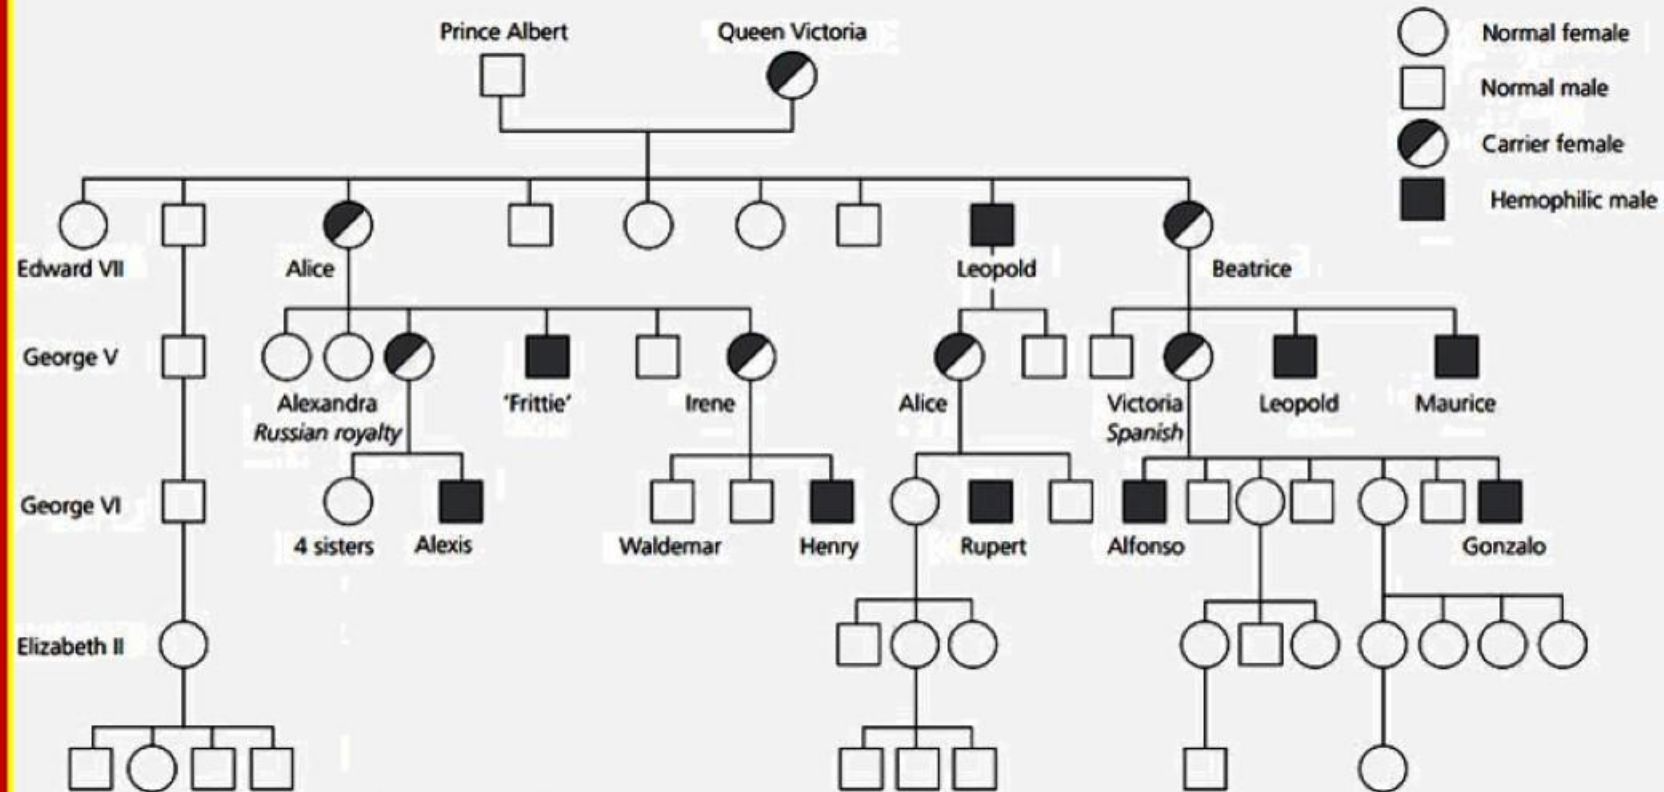 Prince Albert
Queen Victoria
Normal female
Normal male
Carrier female
Hemophilic male
Edward VII
Alice
Leopold
Beatrice
George V
Alexandra
Russian royalty
'Frittie'
Irene
Alice
Victoria
Spanish
Leopold
Maurice
George VI
4 sisters
Alexis
Waldemar
Henry
Rupert
Alfonso
Gonzalo
Elizabeth II